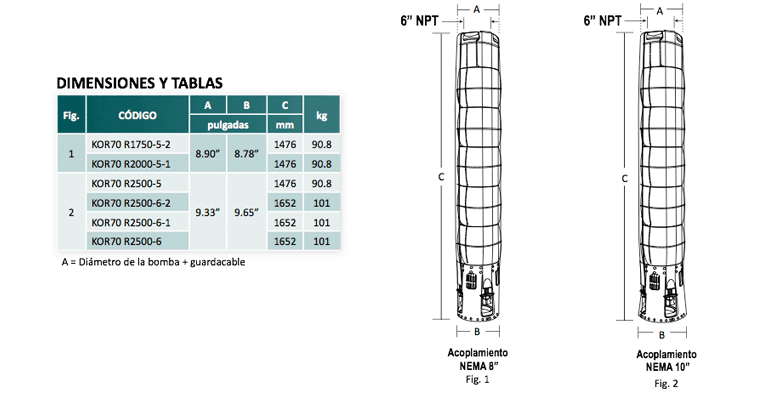 DIMENSIONES Y TABLAS
Fig. CÓDIGO A B C kg
pulgadas mm
1 KOR70 R1750-5-2 8.90” 8.78” 1476 90.8
KOR70 R2000-5-1 1476 90.8
2 KOR70 R2500-5 9.33” 9.65” 1476 90.8
KOR70 R2500-6-2 1652 101
KOR70 R2500-6-1 1652 101
KOR70 R2500-6 1652 101
A = Diámetro de la bomba + guardacable
A
6” NPT
C
B
Acoplamiento
NEMA 8”
Fig. 1
A
6” NPT
C
B
Acoplamiento
NEMA 10”
Fig. 2